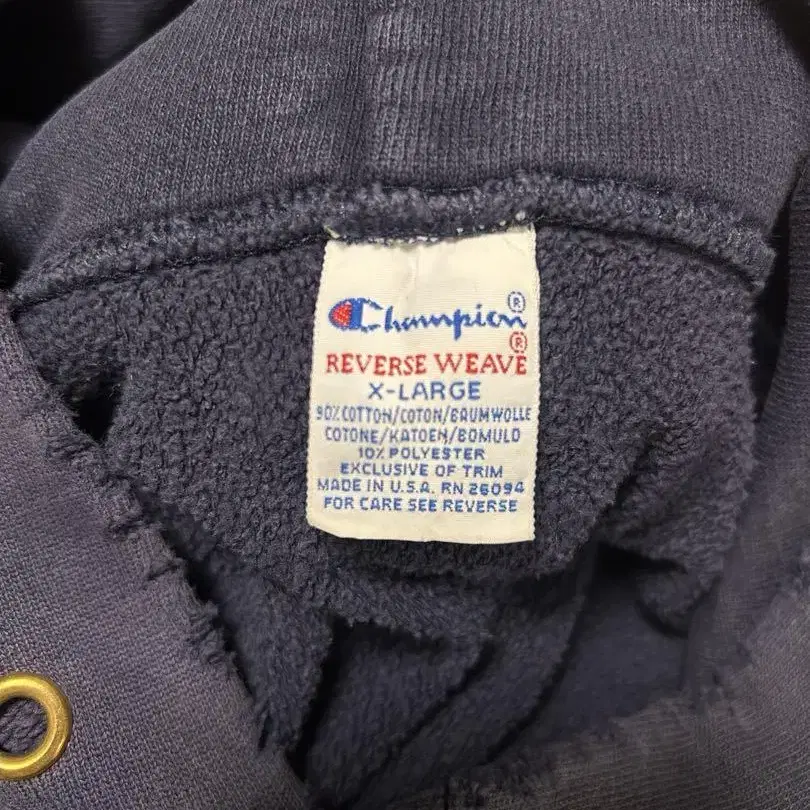 Champion®
REVERSE WEAVE®
X-LARGE
90% COTTON/COTON/BAUMWOLLE
COTONE/KATOEN/BOMULD
10% POLYESTER
EXCLUSIVE OF TRIM
MADE IN U.S.A. RN 26094
FOR CARE SEE REVERSE